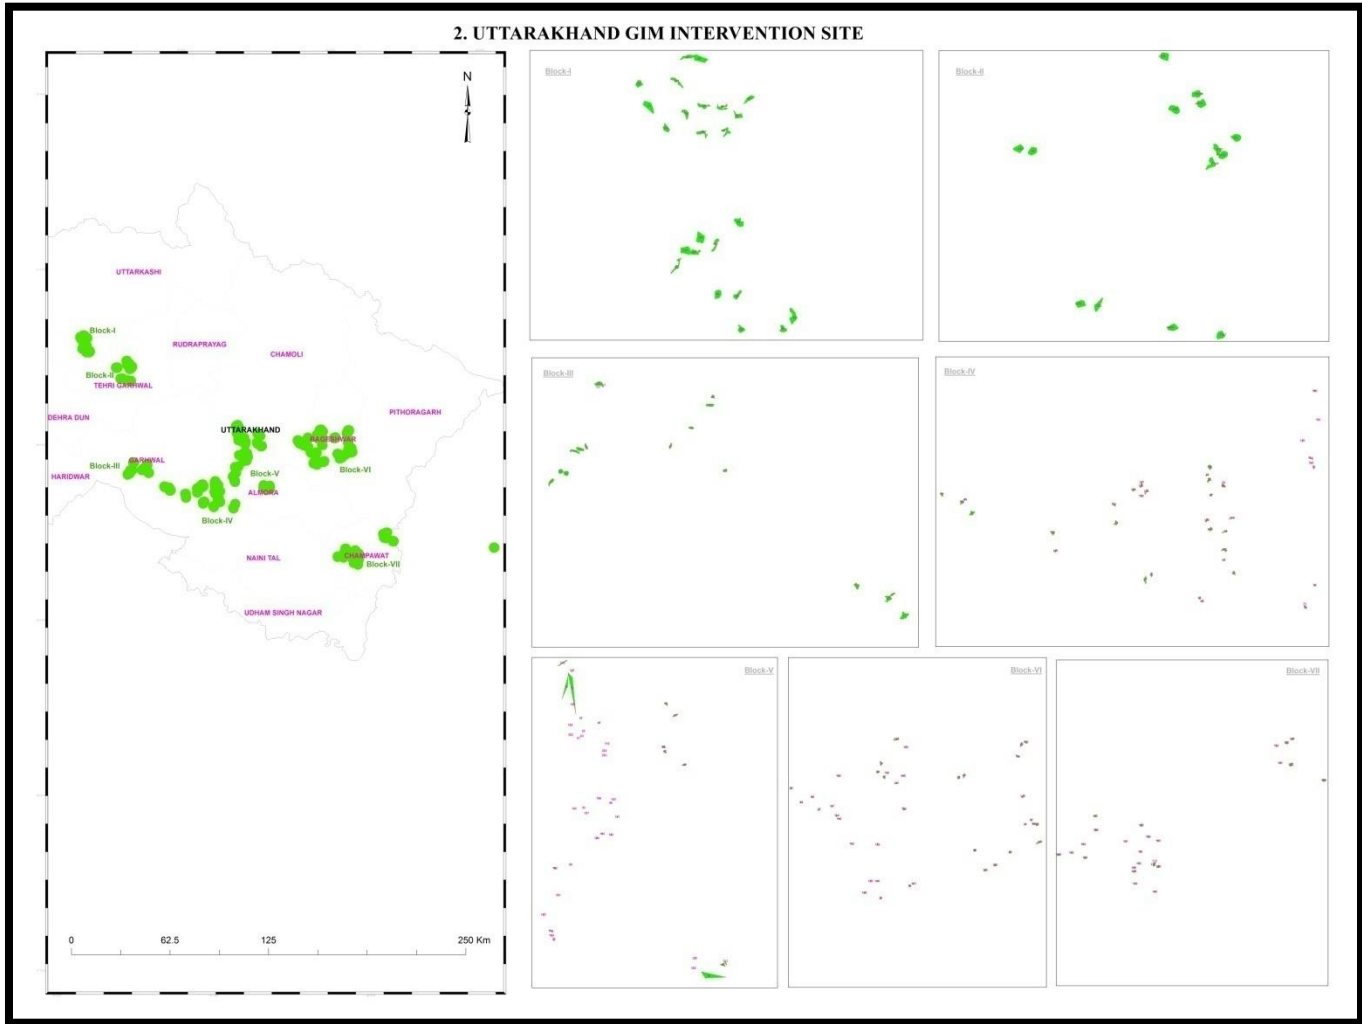 2. UTTARAKHAND GIM INTERVENTION SITE
N
UTTARKASHI
Block-I
RUDRAPRAYAG
CHAMOLI
Block-II
TEHRI GARHWAL
DEHRA DUN
PITHORAGARH
UTTARAKHAND
BAGESHWAR
GARHWAL
Block-III
HARIDWAR
Block-V
Block-VI
ALMORA
Block-IV
NAINI TAL
CHAMPAWAT
Block-VII
UDHAM SINGH NAGAR
0 62.5 125 250 Km
Block-I
Block-II
Block-III
Block-IV
Block-V
Block-VI
Block-VII